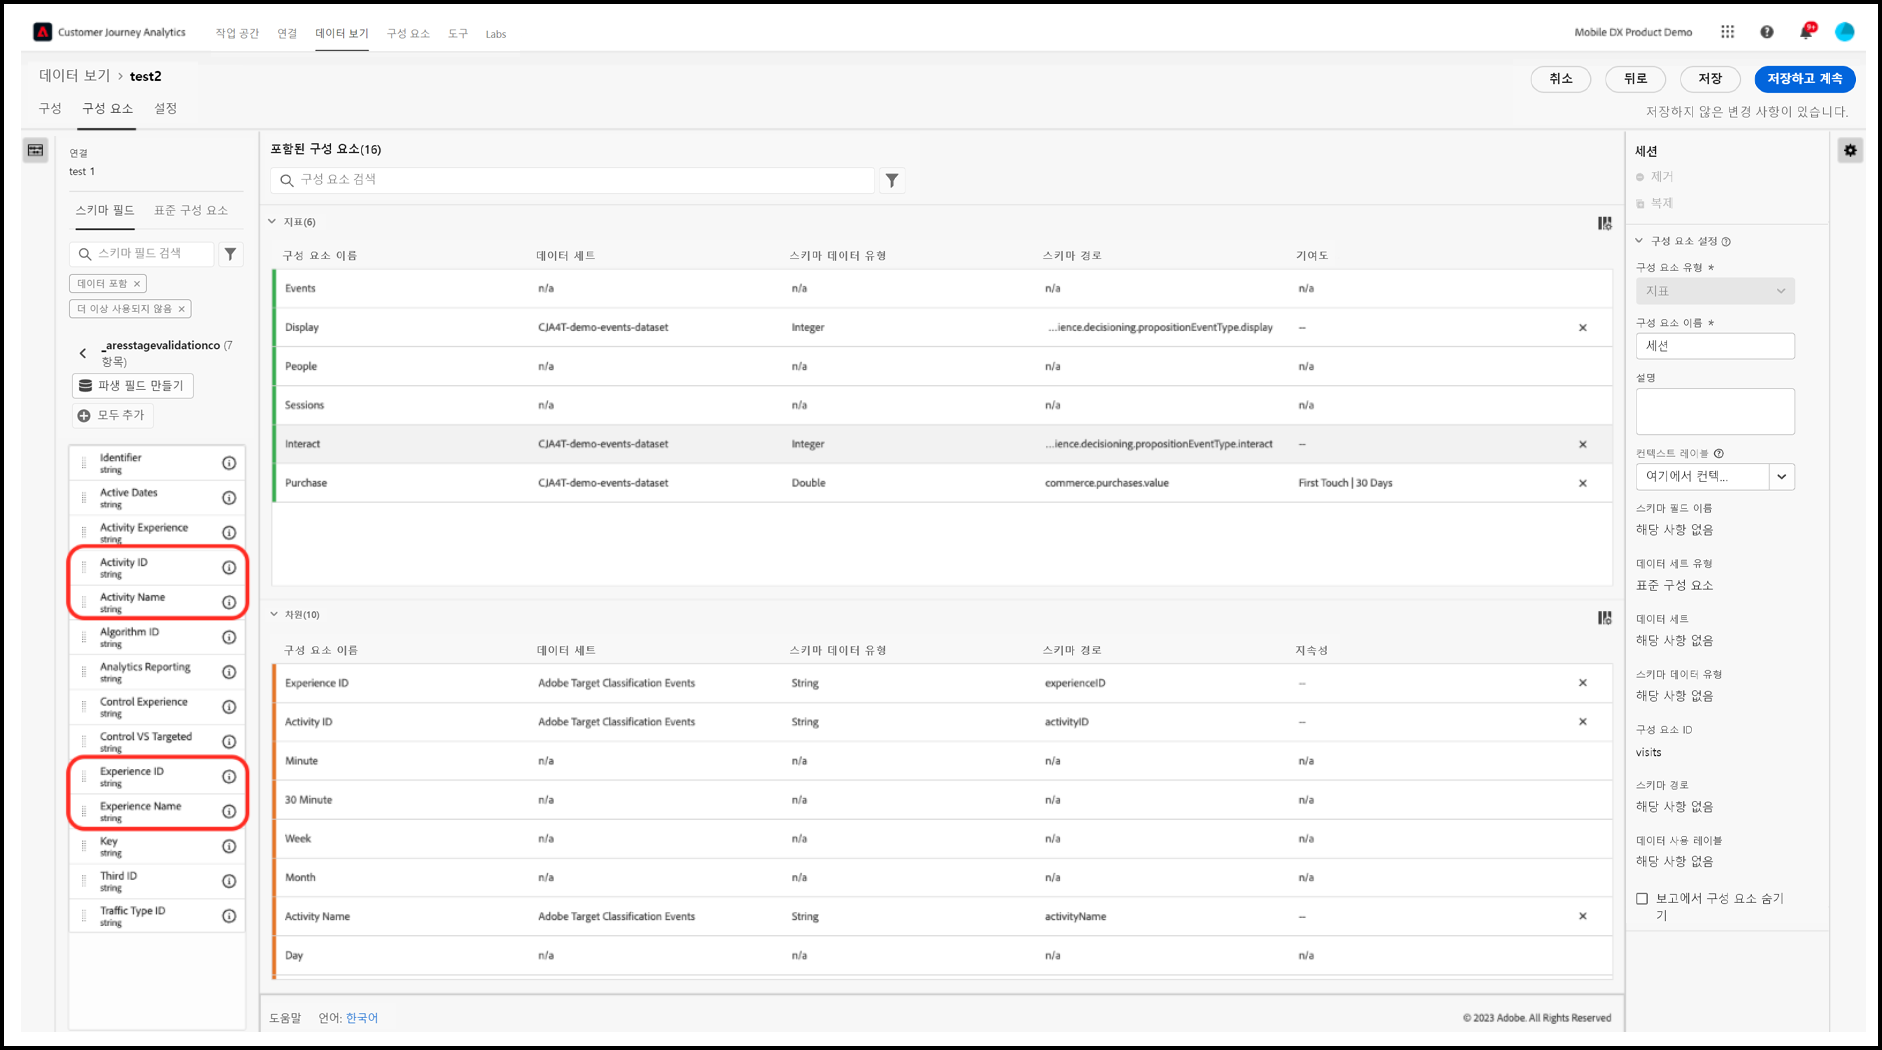 Customer Journey Analytics 작업 공간 연결 데이터 보기 구성 요소 도구 Labs Mobile DX Product Demo 9+
데이터 보기 > test2
취소 뒤로 저장 저장하고 계속
구성 구성 요소 설정
저장하지 않은 변경 사항이 있습니다.
연결
test 1
스키마 필드 표준 구성 요소
스키마 필드 검색
데이터 포함 ×
더 이상 사용되지 않음 ×
_aresstagevalidationco (7
항목)
파생 필드 만들기
모두 추가
Identifier
string
Active Dates
string
Activity Experience
string
Activity ID
string
Activity Name
string
Algorithm ID
string
Analytics Reporting
string
Control Experience
string
Control VS Targeted
string
Experience ID
string
Experience Name
string
Key
string
Third ID
string
Traffic Type ID
string
포함된 구성 요소(16)
구성 요소 검색
지표(6)
구성 요소 이름 데이터 세트 스키마 데이터 유형 스키마 경로 기여도
Events n/a n/a n/a n/a
Display CJA4T-demo-events-dataset Integer ...ience.decisioning.propositionEventType.display –
People n/a n/a n/a n/a
Sessions n/a n/a n/a n/a
Interact CJA4T-demo-events-dataset Integer ...ience.decisioning.propositionEventType.interact –
Purchase CJA4T-demo-events-dataset Double commerce.purchases.value First Touch | 30 Days
차원(10)
구성 요소 이름 데이터 세트 스키마 데이터 유형 스키마 경로 지속성
Experience ID Adobe Target Classification Events String experienceID –
Activity ID Adobe Target Classification Events String activityID –
Minute n/a n/a n/a n/a
30 Minute n/a n/a n/a n/a
Week n/a n/a n/a n/a
Month n/a n/a n/a n/a
Activity Name Adobe Target Classification Events String activityName –
Day n/a n/a n/a n/a
도움말 언어: 한국어 © 2023 Adobe. All Rights Reserved
세션
제거
복제
구성 요소 설정
구성 요소 유형 *
지표
구성 요소 이름 *
세션
설명
컨텍스트 레이블
여기에서 컨텍...
스키마 필드 이름
해당 사항 없음
데이터 세트 유형
표준 구성 요소
데이터 세트
해당 사항 없음
스키마 데이터 유형
해당 사항 없음
구성 요소 ID
visits
스키마 경로
해당 사항 없음
데이터 사용 레이블
해당 사항 없음
보고에서 구성 요소 숨기
기